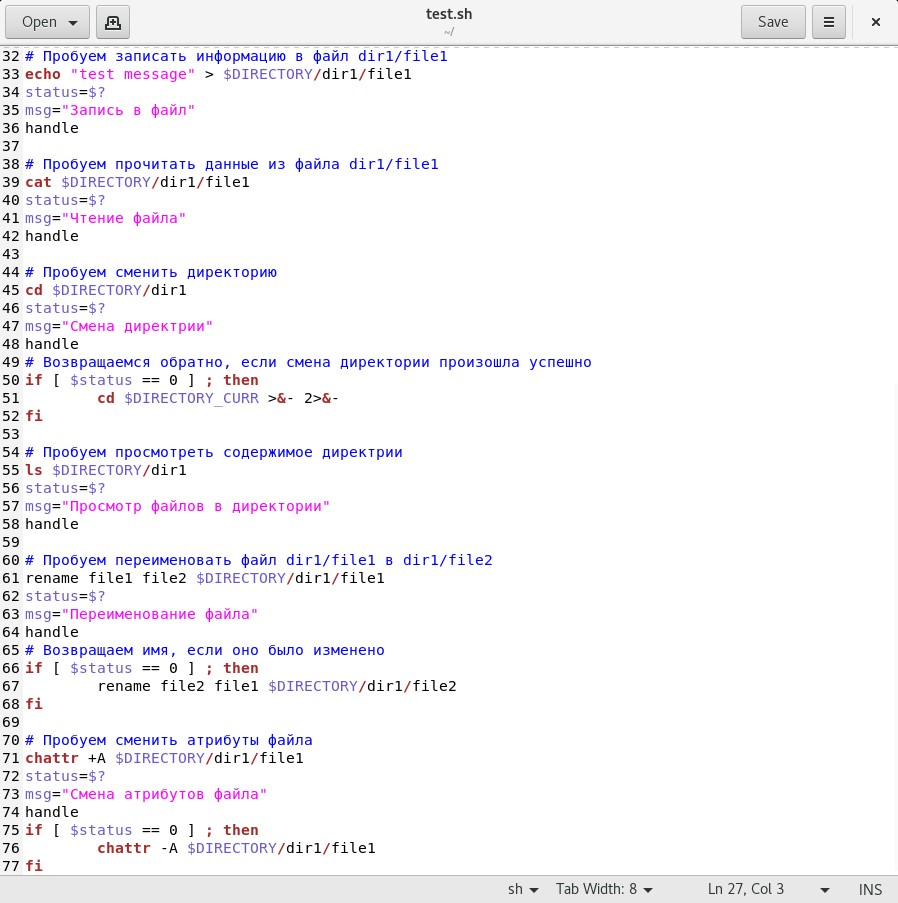 Open
test.sh
~/
Save
32 # Пробуем записать информацию в файл dir1/file1
33 echo "test message" > $DIRECTORY/dir1/file1
34 status=$?
35 msg="Запись в файл"
36 handle
37
38 # Пробуем прочитать данные из файла dir1/file1
39 cat $DIRECTORY/dir1/file1
40 status=$?
41 msg="Чтение файла"
42 handle
43
44 # Пробуем сменить директорию
45 cd $DIRECTORY/dir1
46 status=$?
47 msg="Смена директрии"
48 handle
49 # Возвращаемся обратно, если смена директории произошла успешно
50 if [ $status == 0 ] ; then
51         cd $DIRECTORY_CURR >&- 2>&-
52 fi
53
54 # Пробуем просмотреть содержимое директрии
55 ls $DIRECTORY/dir1
56 status=$?
57 msg="Просмотр файлов в директории"
58 handle
59
60 # Пробуем переименовать файл dir1/file1 в dir1/file2
61 rename file1 file2 $DIRECTORY/dir1/file1
62 status=$?
63 msg="Переименование файла"
64 handle
65 # Возвращаем имя, если оно было изменено
66 if [ $status == 0 ] ; then
67         rename file2 file1 $DIRECTORY/dir1/file2
68 fi
69
70 # Пробуем сменить атрибуты файла
71 chattr +A $DIRECTORY/dir1/file1
72 status=$?
73 msg="Смена атрибутов файла"
74 handle
75 if [ $status == 0 ] ; then
76         chattr -A $DIRECTORY/dir1/file1
77 fi
sh
Tab Width: 8
Ln 27, Col 3
INS